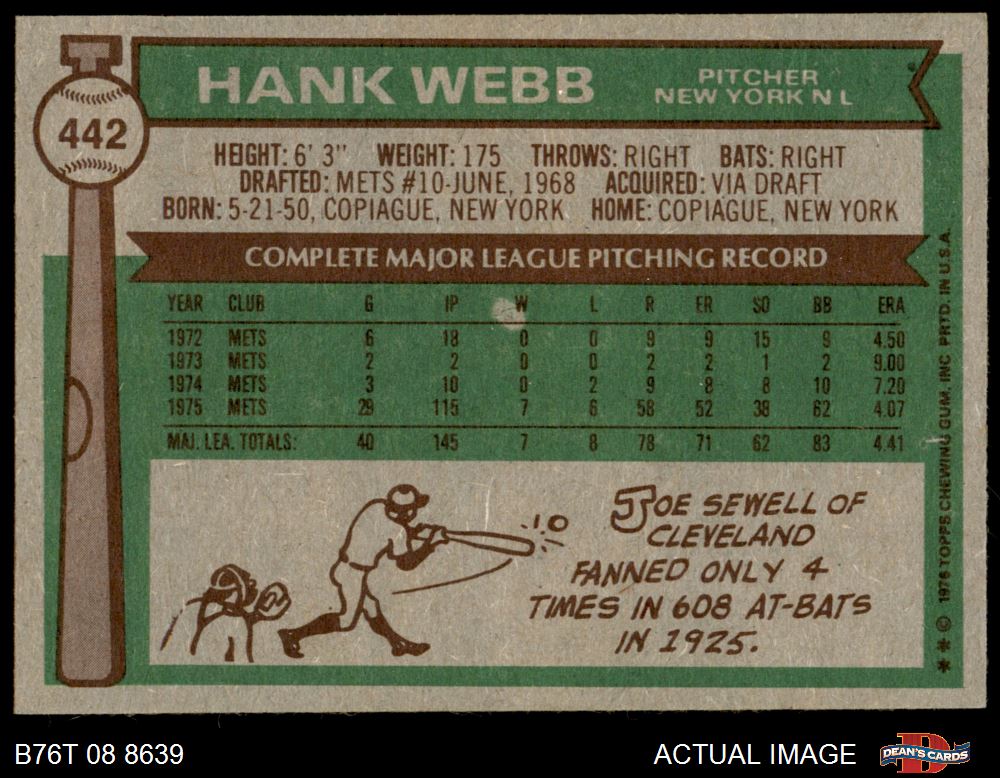 HANK WEBB
PITCHER
NEW YORK N L
442
HEIGHT: 6' 3" WEIGHT: 175 THROWS: RIGHT BATS: RIGHT
DRAFTED: METS #10-JUNE, 1968 ACQUIRED: VIA DRAFT
BORN: 5-21-50, COPIAGUE, NEW YORK HOME: COPIAGUE, NEW YORK
COMPLETE MAJOR LEAGUE PITCHING RECORD
YEAR CLUB G IP W L R ER SO BB ERA
1972 METS 6 18 0 0 9 9 15 9 4.50
1973 METS 2 2 0 0 2 2 1 2 9.00
1974 METS 3 10 0 2 9 8 8 10 7.20
1975 METS 29 115 7 6 58 52 38 62 4.07
MAJ. LEA. TOTALS: 40 145 7 8 78 71 62 83 4.41
JOE SEWELL OF
CLEVELAND
FANNED ONLY 4
TIMES IN 608 AT-BATS
IN 1925.
** © 1976 TOPPS CHEWING GUM, INC PRTD. IN U.S.A.
B76T 08 8639
ACTUAL IMAGE
D
DEAN'S CARDS